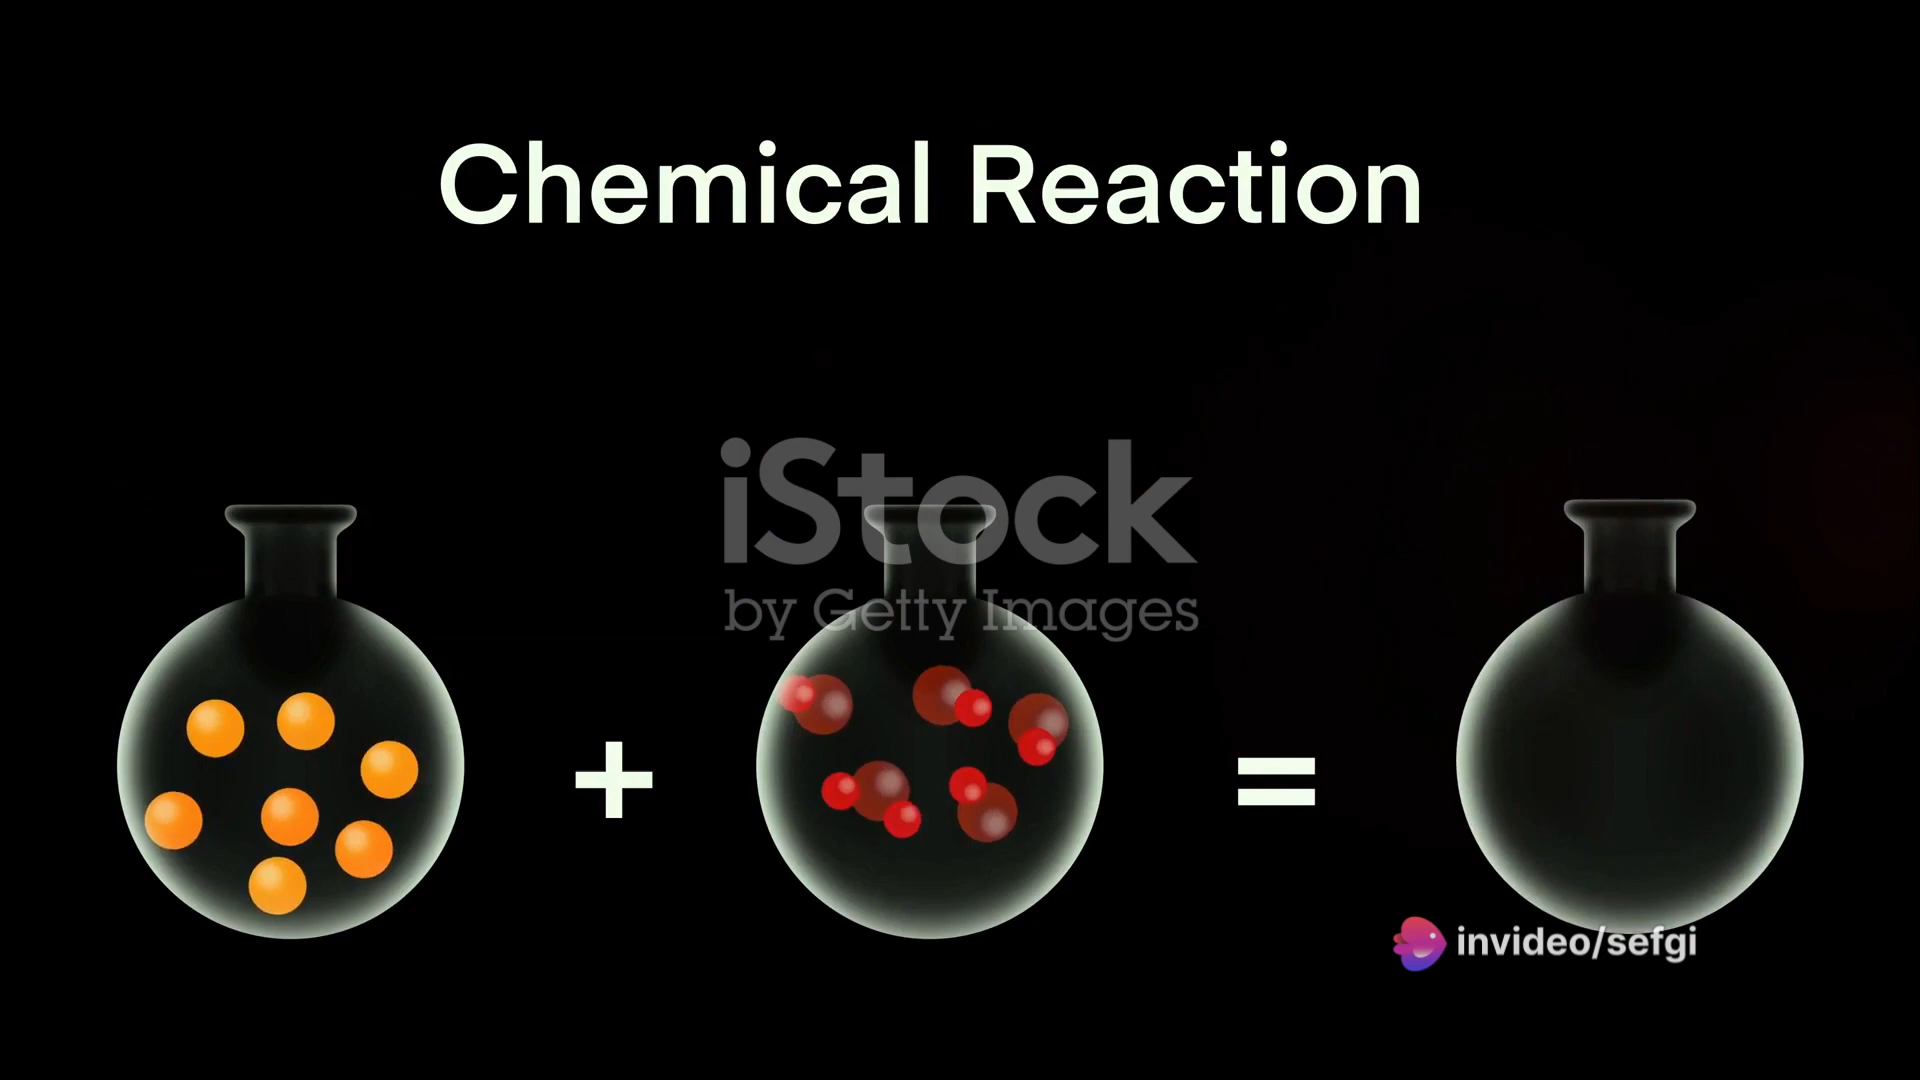 Chemical Reaction
iStock
by Getty Images
+ =
invideo/sefgi